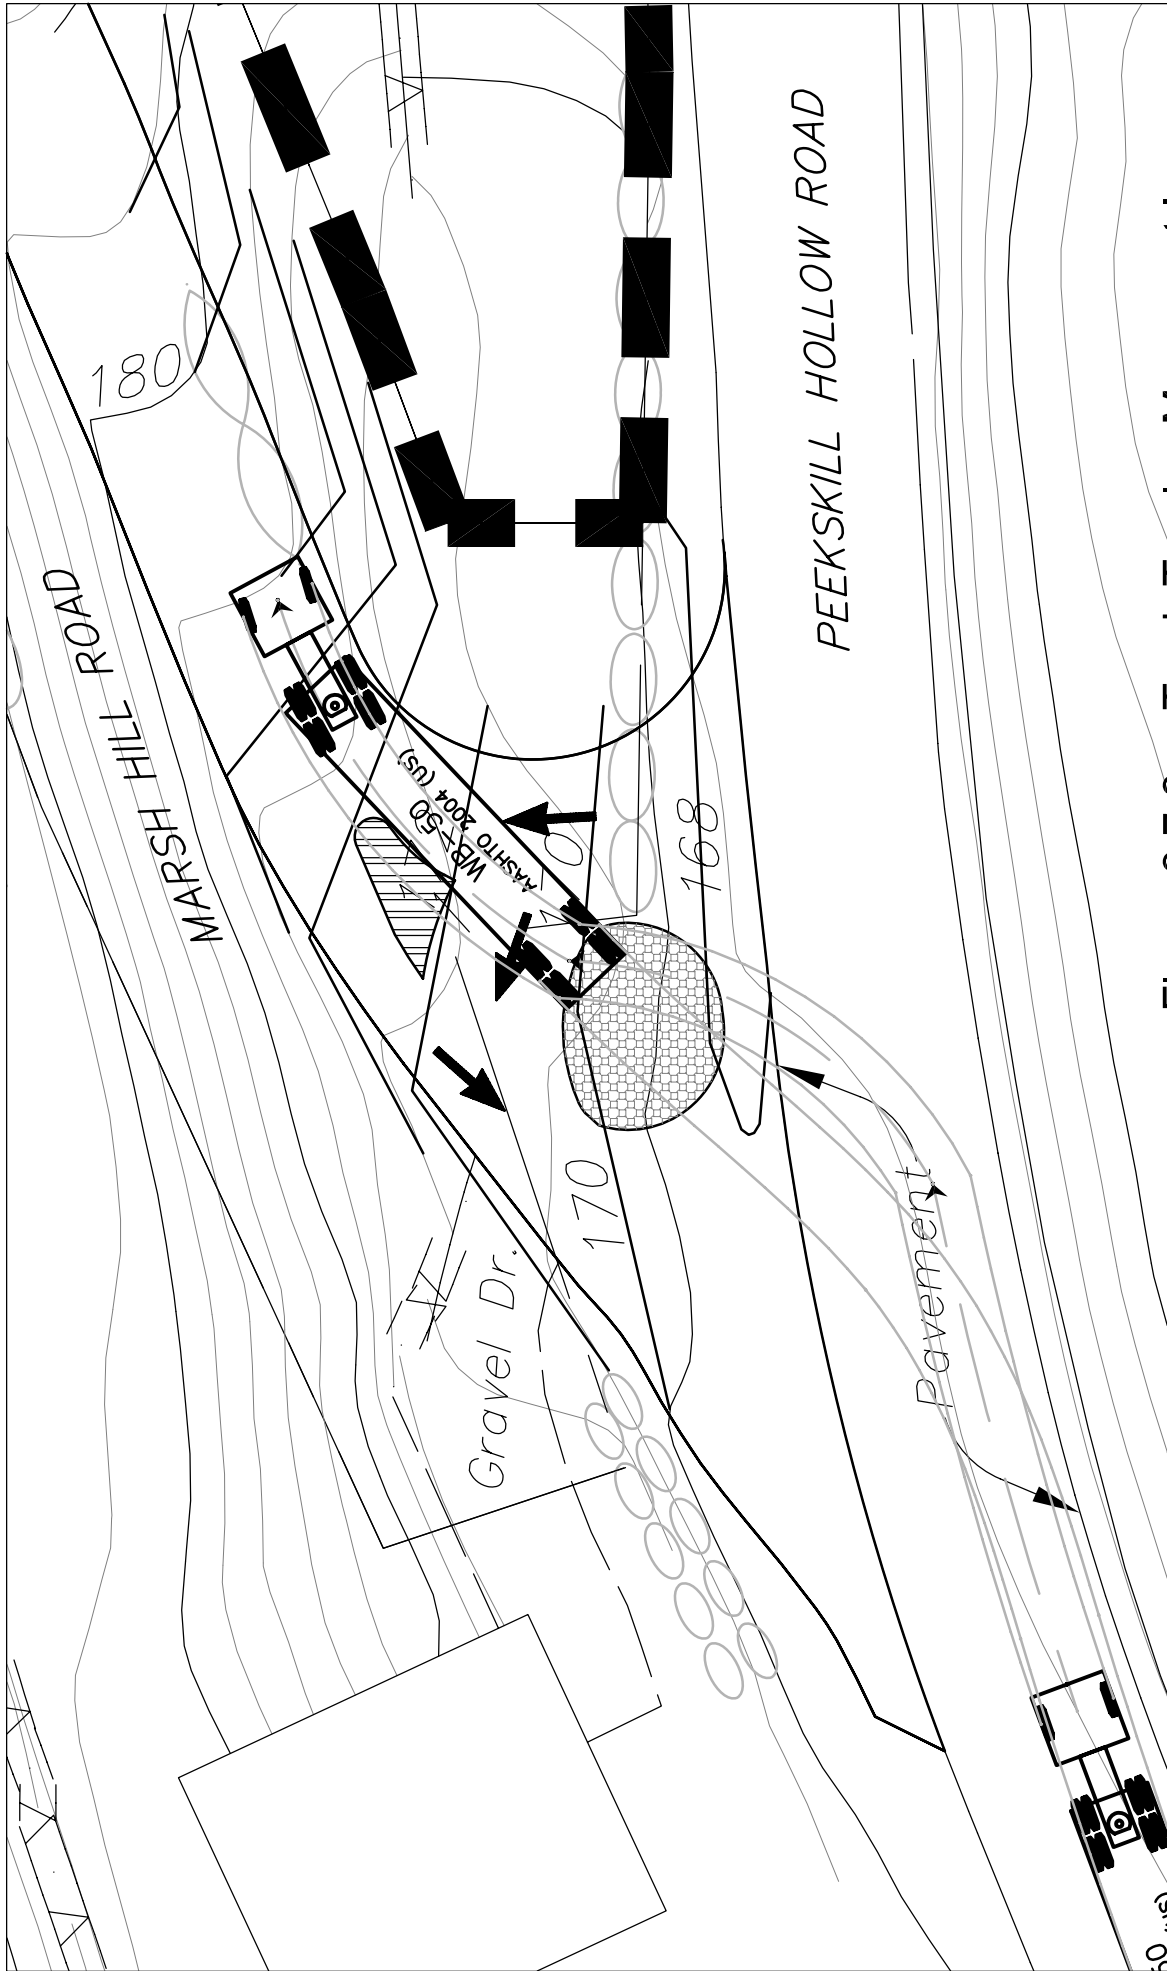 180
MARSH HILL ROAD
PEEKSKILL HOLLOW ROAD
WB-50
AASHTO 2004 (US)
168
170
Gravel Dr.
Pavement